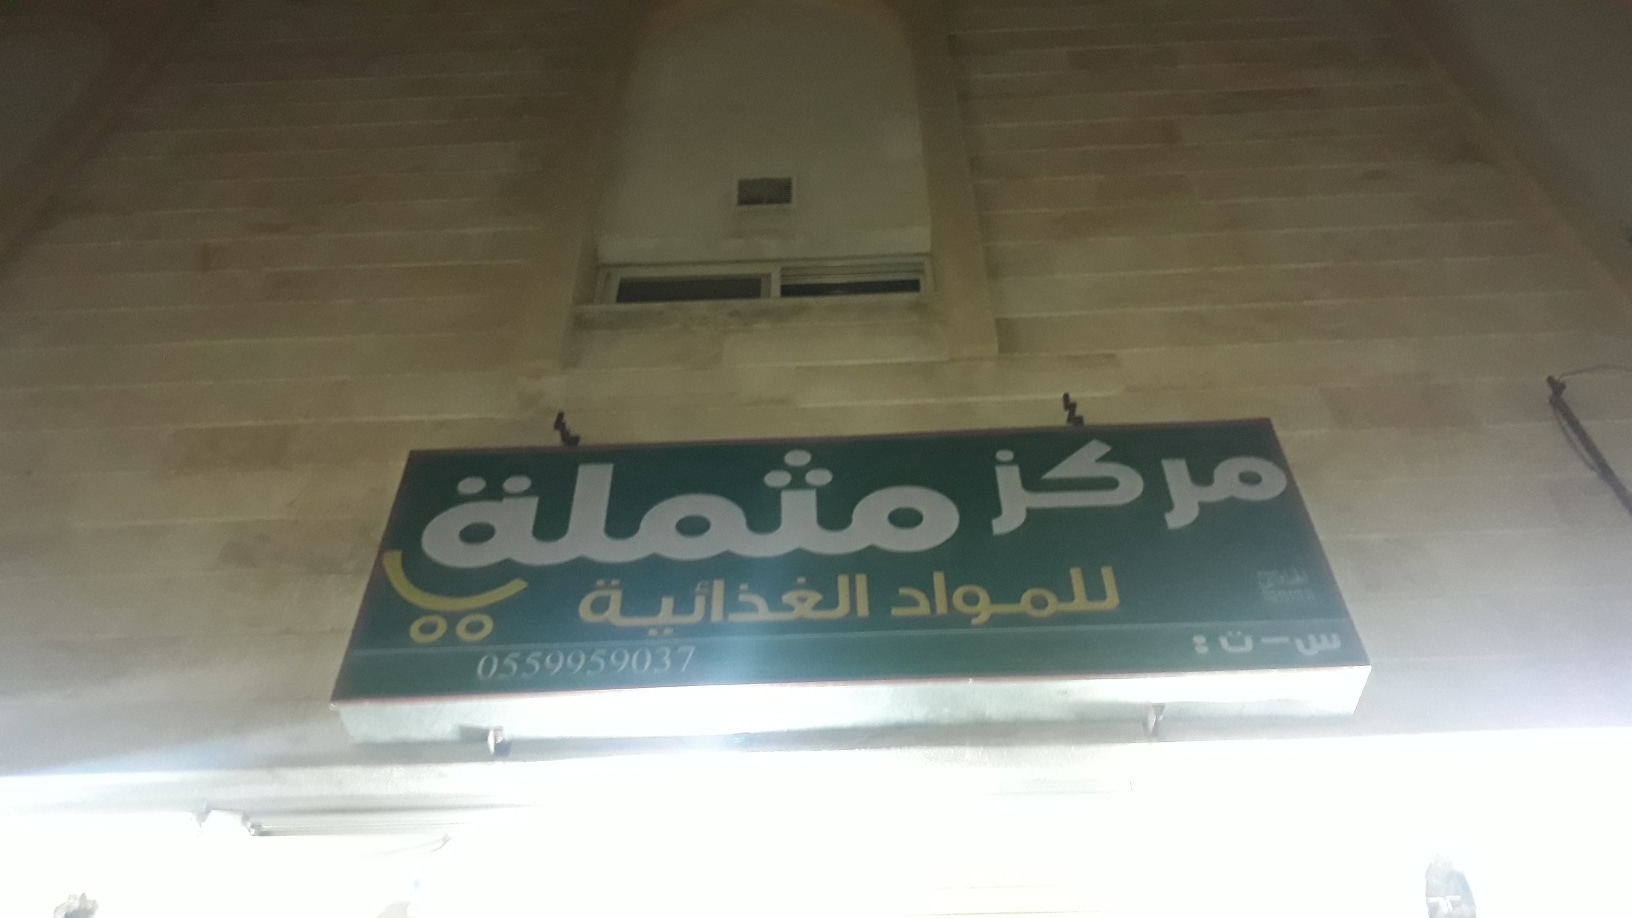 مركز مثملة
للمواد الغذائية
س - ت :
0559959037